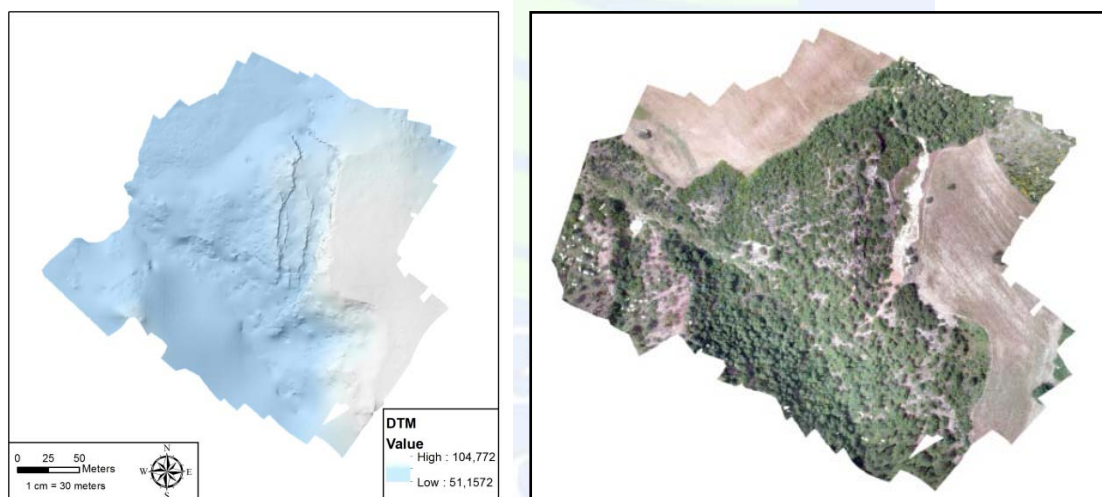 N
W E
S
0 25 50
Meters
1 cm = 30 meters
DTM
Value
High : 104,772
Low : 51,1572